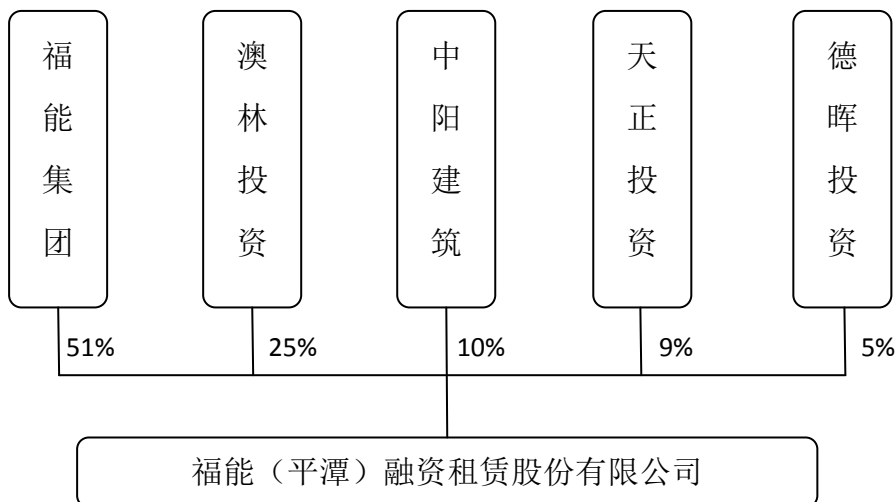 福能集团
澳林投资
中阳建筑
天正投资
德晖投资
51%
25%
10%
9%
5%
福能（平潭）融资租赁股份有限公司